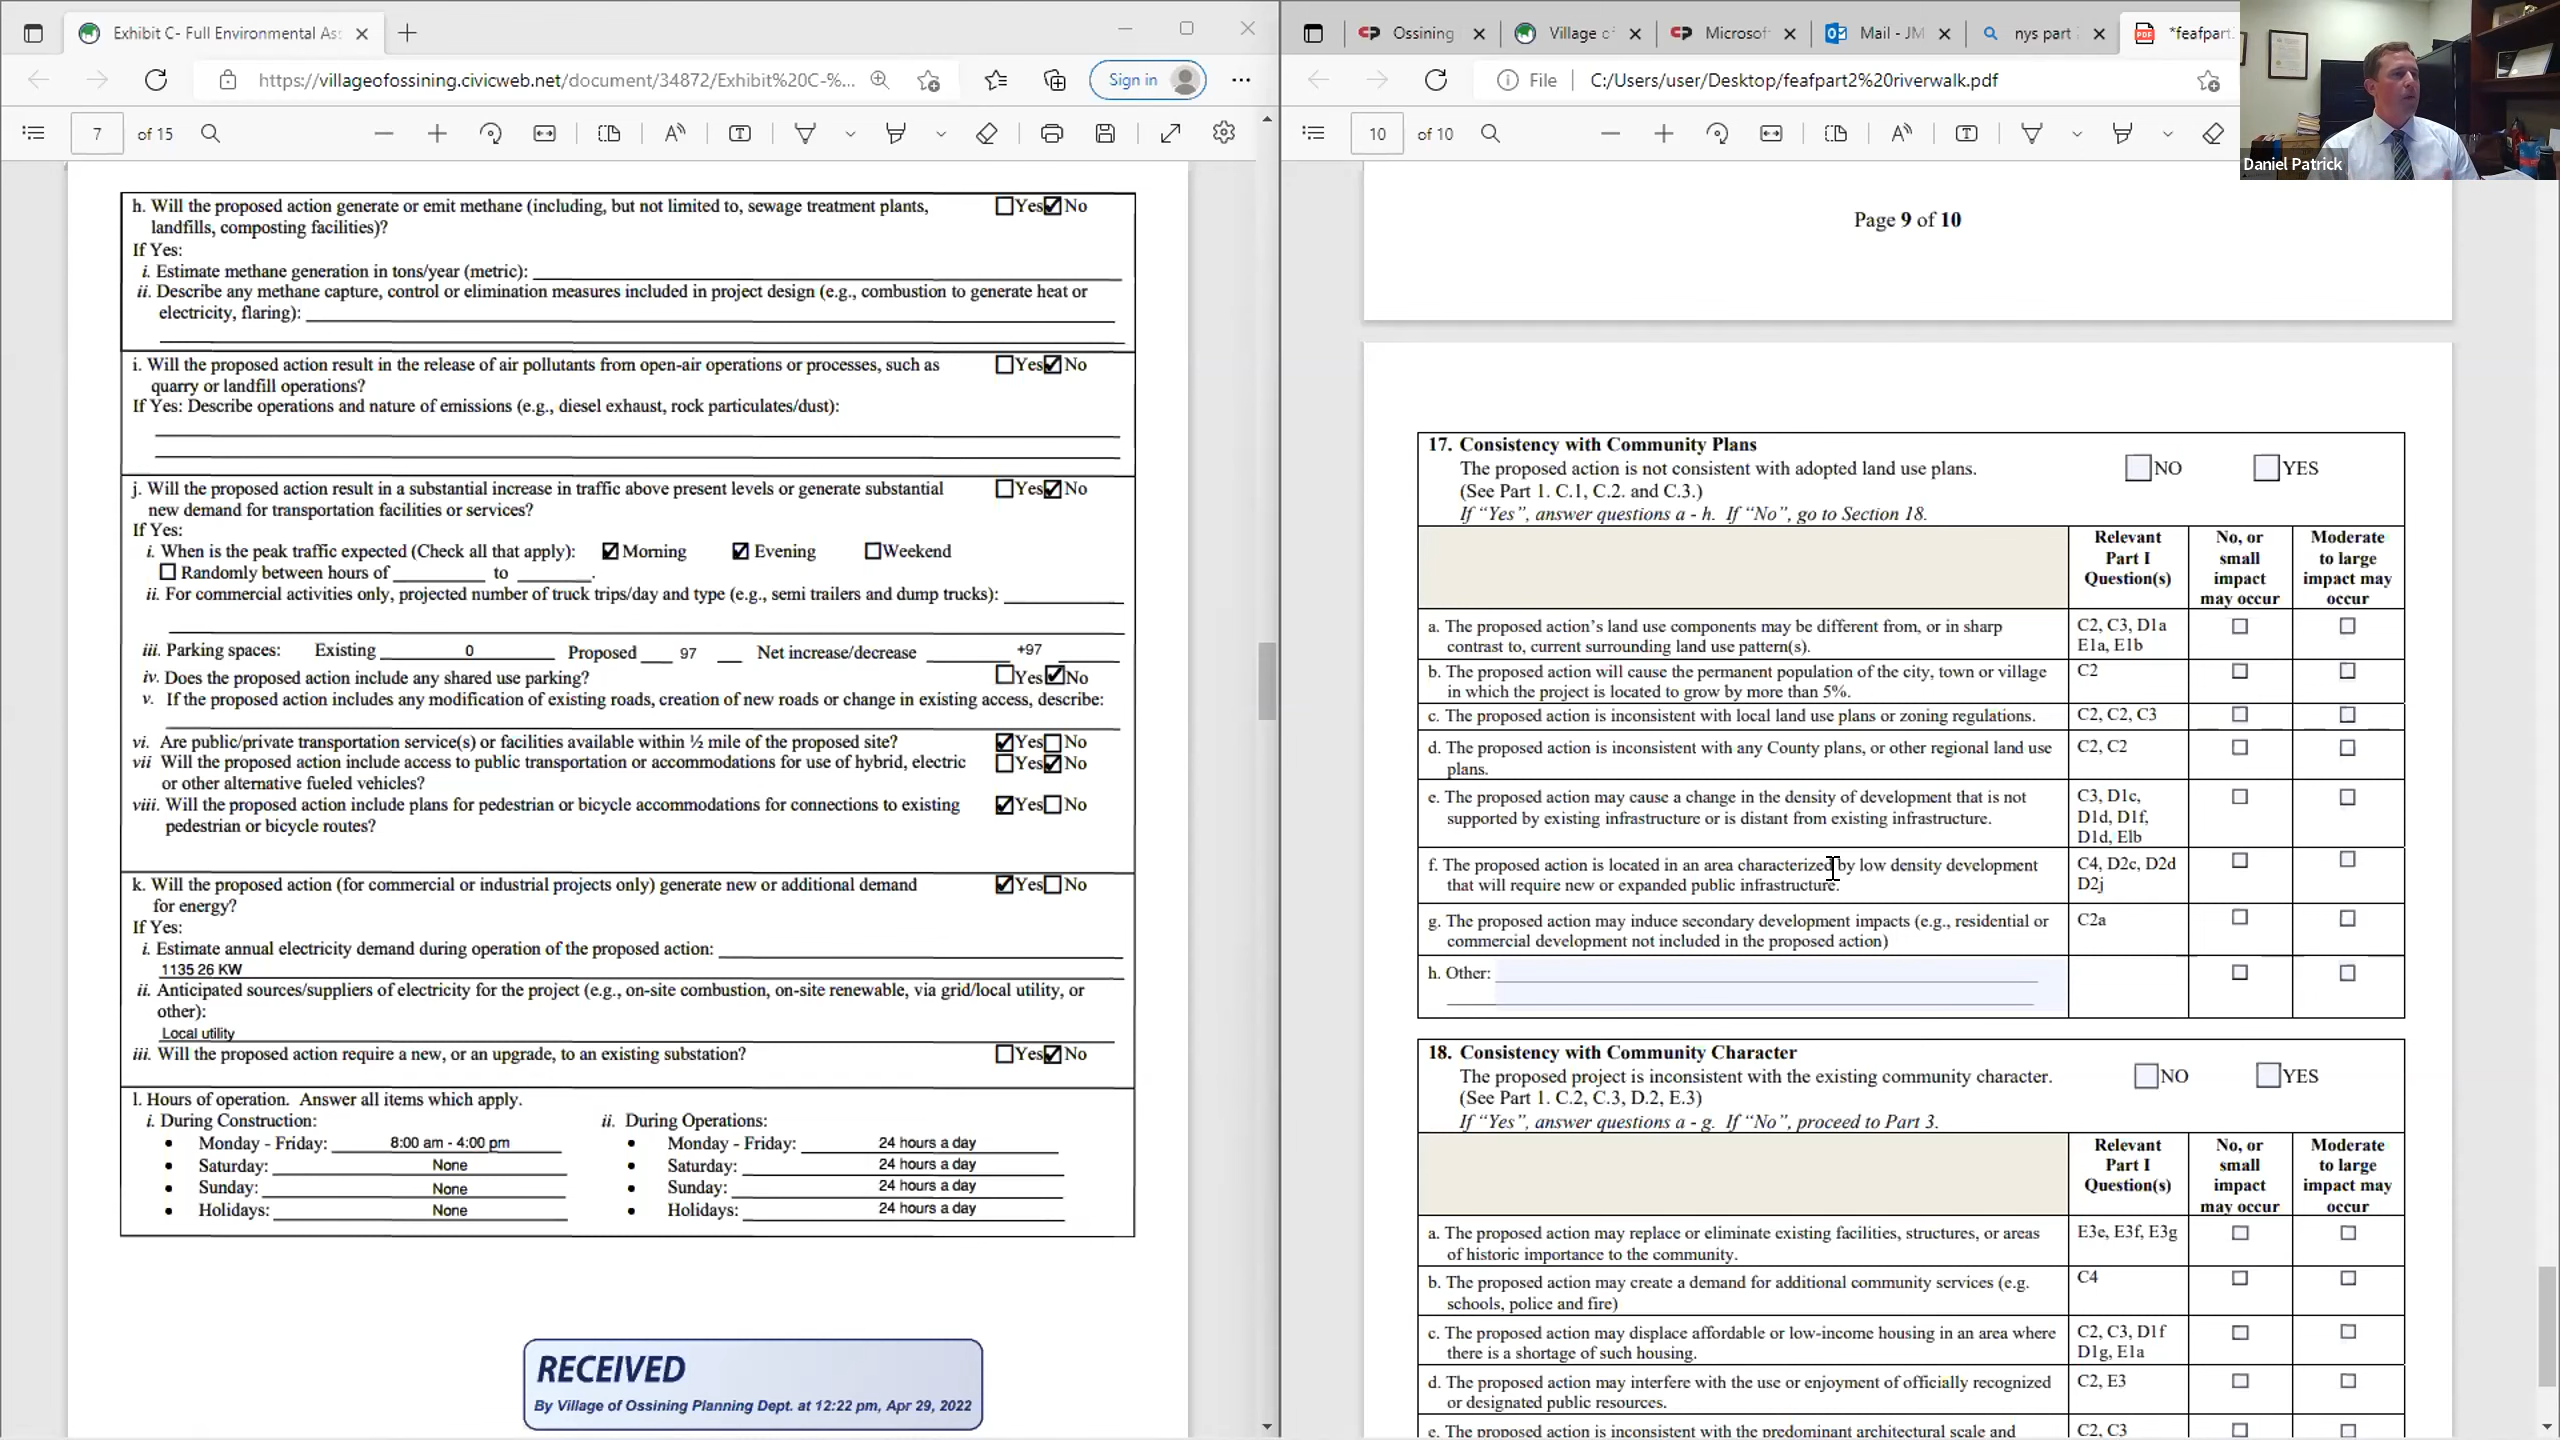 Exhibit C- Full Environmental As
https://villageofossining.civicweb.net/document/34872/Exhibit%20C-%...
Sign in
7 of 15
h. Will the proposed action generate or emit methane (including, but not limited to, sewage treatment plants, Yes No
landfills, composting facilities)?
If Yes:
i. Estimate methane generation in tons/year (metric):
ii. Describe any methane capture, control or elimination measures included in project design (e.g., combustion to generate heat or
electricity, flaring):
i. Will the proposed action result in the release of air pollutants from open-air operations or processes, such as Yes No
quarry or landfill operations?
If Yes: Describe operations and nature of emissions (e.g., diesel exhaust, rock particulates/dust):
j. Will the proposed action result in a substantial increase in traffic above present levels or generate substantial Yes No
new demand for transportation facilities or services?
If Yes:
i. When is the peak traffic expected (Check all that apply): Morning Evening Weekend
Randomly between hours of to .
ii. For commercial activities only, projected number of truck trips/day and type (e.g., semi trailers and dump trucks):
iii. Parking spaces: Existing 0 Proposed 97 Net increase/decrease +97
iv. Does the proposed action include any shared use parking? Yes No
v. If the proposed action includes any modification of existing roads, creation of new roads or change in existing access, describe:
vi. Are public/private transportation service(s) or facilities available within ½ mile of the proposed site? Yes No
vii Will the proposed action include access to public transportation or accommodations for use of hybrid, electric Yes No
or other alternative fueled vehicles?
viii. Will the proposed action include plans for pedestrian or bicycle accommodations for connections to existing Yes No
pedestrian or bicycle routes?
k. Will the proposed action (for commercial or industrial projects only) generate new or additional demand Yes No
for energy?
If Yes:
i. Estimate annual electricity demand during operation of the proposed action:
1135 26 KW
ii. Anticipated sources/suppliers of electricity for the project (e.g., on-site combustion, on-site renewable, via grid/local utility, or
other):
Local utility
iii. Will the proposed action require a new, or an upgrade, to an existing substation? Yes No
l. Hours of operation. Answer all items which apply.
i. During Construction: ii. During Operations:
• Monday - Friday: 8:00 am - 4:00 pm • Monday - Friday: 24 hours a day
• Saturday: None • Saturday: 24 hours a day
• Sunday: None • Sunday: 24 hours a day
• Holidays: None • Holidays: 24 hours a day
RECEIVED
By Village of Ossining Planning Dept. at 12:22 pm, Apr 29, 2022
Ossining Village o Microsof Mail - JM nys part *feafpart
File C:/Users/user/Desktop/feafpart2%20riverwalk.pdf
10 of 10
Daniel Patrick
Page 9 of 10
17. Consistency with Community Plans
The proposed action is not consistent with adopted land use plans. NO YES
(See Part 1. C.1, C.2. and C.3.)
If “Yes”, answer questions a - h. If “No”, go to Section 18.
Relevant No, or Moderate
Part I small to large
Question(s) impact impact may
may occur occur
a. The proposed action’s land use components may be different from, or in sharp C2, C3, D1a
contrast to, current surrounding land use pattern(s). E1a, E1b
b. The proposed action will cause the permanent population of the city, town or village C2
in which the project is located to grow by more than 5%.
c. The proposed action is inconsistent with local land use plans or zoning regulations. C2, C2, C3
d. The proposed action is inconsistent with any County plans, or other regional land use C2, C2
plans.
e. The proposed action may cause a change in the density of development that is not C3, D1c,
supported by existing infrastructure or is distant from existing infrastructure. D1d, D1f,
D1d, Elb
f. The proposed action is located in an area characterized by low density development C4, D2c, D2d
that will require new or expanded public infrastructure. D2j
g. The proposed action may induce secondary development impacts (e.g., residential or C2a
commercial development not included in the proposed action)
h. Other:
18. Consistency with Community Character
The proposed project is inconsistent with the existing community character. NO YES
(See Part 1. C.2, C.3, D.2, E.3)
If “Yes”, answer questions a - g. If “No”, proceed to Part 3.
Relevant No, or Moderate
Part I small to large
Question(s) impact impact may
may occur occur
a. The proposed action may replace or eliminate existing facilities, structures, or areas E3e, E3f, E3g
of historic importance to the community.
b. The proposed action may create a demand for additional community services (e.g. C4
schools, police and fire)
c. The proposed action may displace affordable or low-income housing in an area where C2, C3, D1f
there is a shortage of such housing. D1g, E1a
d. The proposed action may interfere with the use or enjoyment of officially recognized C2, E3
or designated public resources.
e. The proposed action is inconsistent with the predominant architectural scale and C2, C3